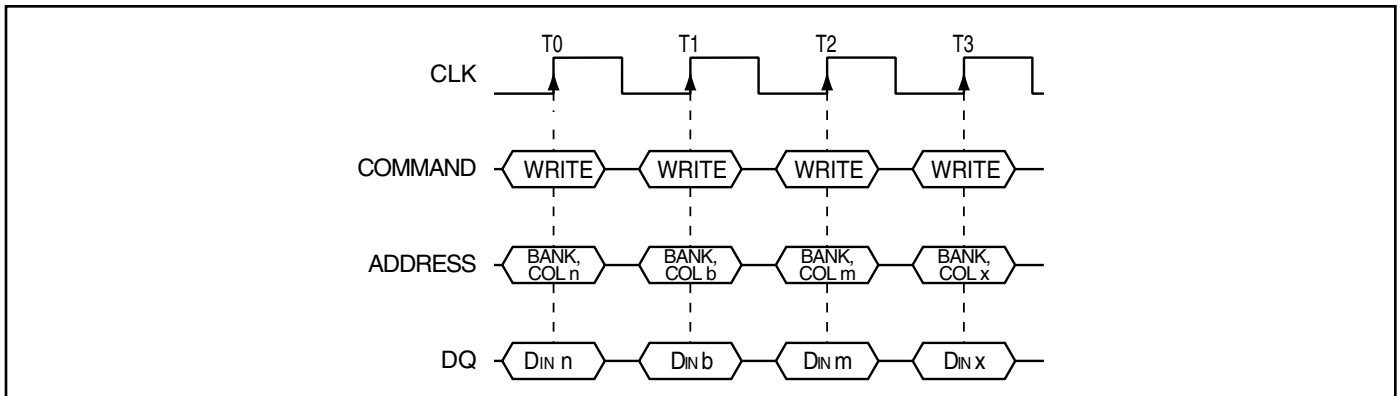 T0 T1 T2 T3
CLK
COMMAND WRITE WRITE WRITE WRITE
ADDRESS BANK, COL n BANK, COL b BANK, COL m BANK, COL x
DQ DIN n DIN b DIN m DIN x